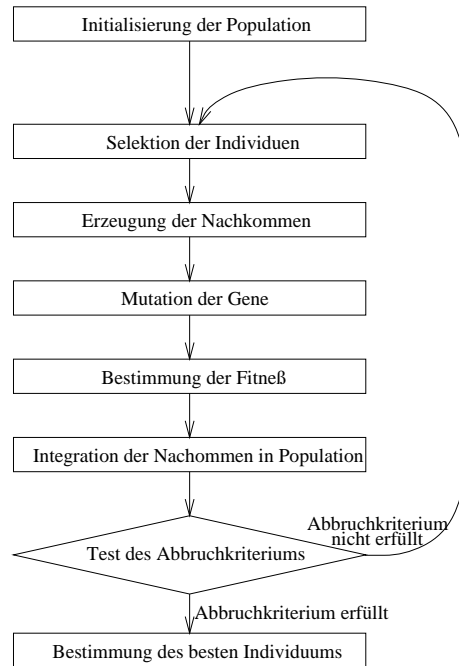 Initialisierung der Population
Selektion der Individuen
Erzeugung der Nachkommen
Mutation der Gene
Bestimmung der Fitneß
Integration der Nachommen in Population
Abbruchkriterium
nicht erfüllt
Test des Abbruchkriteriums
Abbruchkriterium erfüllt
Bestimmung des besten Individuums